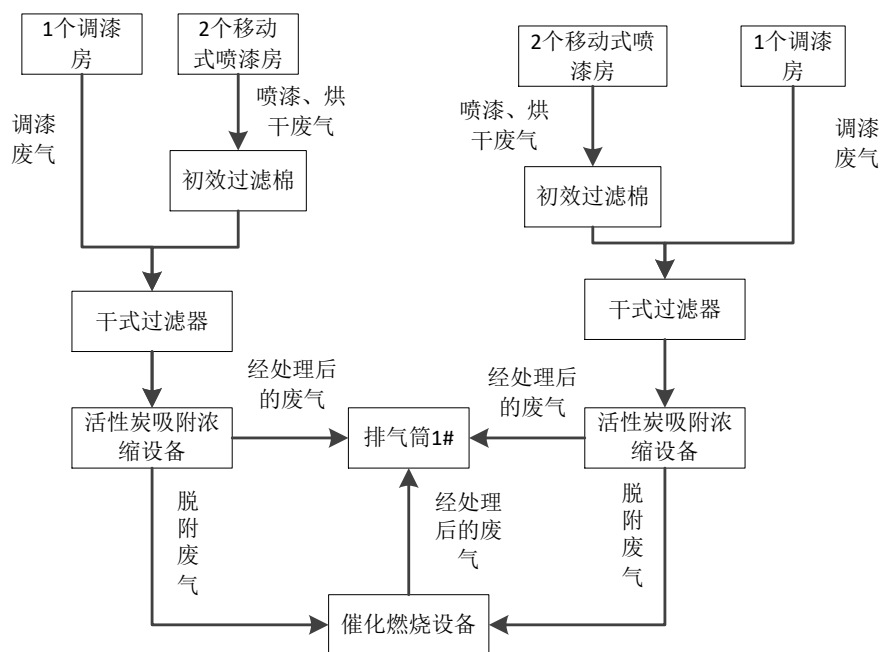 1个调漆
房
2个移动
式喷漆房
2个移动式喷
漆房
1个调漆
房
调漆
废气
喷漆、烘
干废气
喷漆、烘
干废气
调漆
废气
初效过滤棉
初效过滤棉
干式过滤器
干式过滤器
经处理后
的废气
经处理后
的废气
活性炭吸附浓
缩设备
排气筒1#
活性炭吸附浓
缩设备
脱
附
废
气
经处理
后的废
气
脱
附
废
气
催化燃烧设备